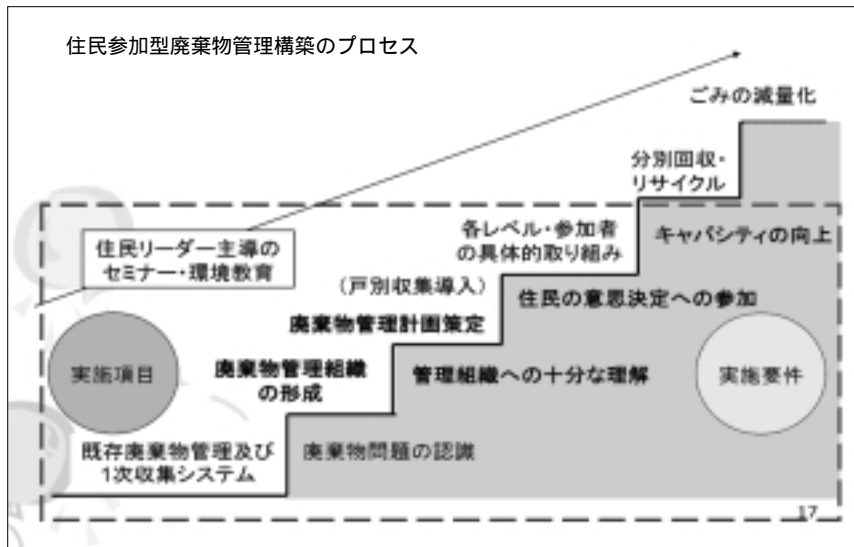 住民参加型廃棄物管理構築のプロセス
ごみの減量化
分別回収・
リサイクル
各レベル・参加者
の具体的取り組み
キャパシティの向上
住民リーダー主導の
セミナー・環境教育
(戸別収集導入)
廃棄物管理計画策定
住民の意思決定への参加
実施項目
廃棄物管理組織
の形成
管理組織への十分な理解
実施要件
既存廃棄物管理及び
1次収集システム
廃棄物問題の認識
17